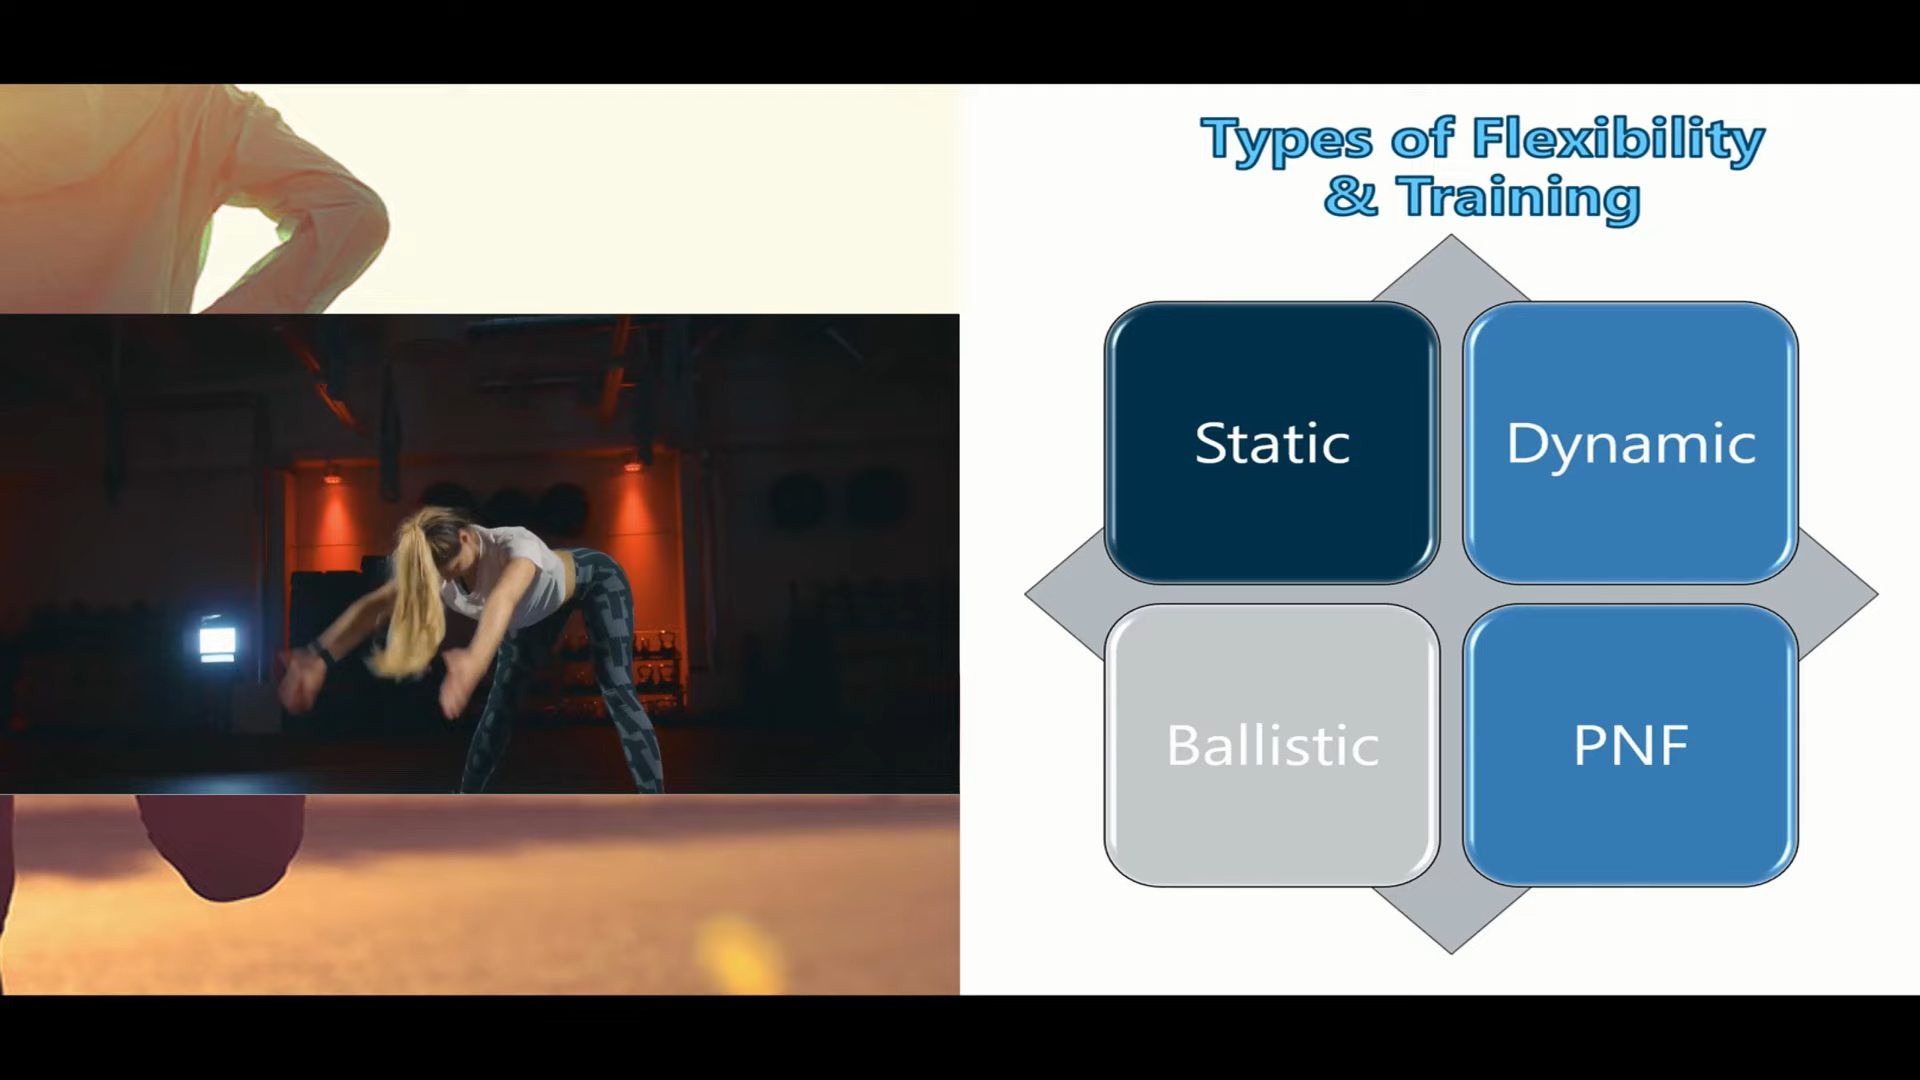 Types of Flexibility
& Training
Static
Dynamic
Ballistic
PNF